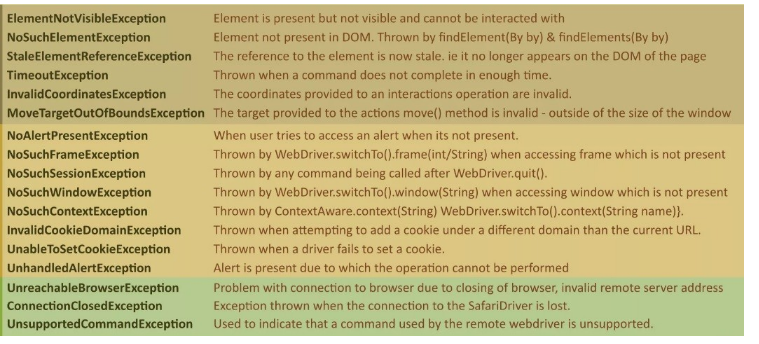 ElementNotVisibleException Element is present but not visible and cannot be interacted with
NoSuchElementException Element not present in DOM. Thrown by findElement(By by) & findElements(By by)
StaleElementReferenceException The reference to the element is now stale. ie it no longer appears on the DOM of the page
TimeoutException Thrown when a command does not complete in enough time.
InvalidCoordinatesException The coordinates provided to an interactions operation are invalid.
MoveTargetOutOfBoundsException The target provided to the actions move() method is invalid - outside of the size of the window
NoAlertPresentException When user tries to access an alert when its not present.
NoSuchFrameException Thrown by WebDriver.switchTo().frame(int/String) when accessing frame which is not present
NoSuchSessionException Thrown by any command being called after WebDriver.quit().
NoSuchWindowException Thrown by WebDriver.switchTo().window(String) when accessing window which is not present
NoSuchContextException Thrown by ContextAware.context(String) WebDriver.switchTo().context(String name)}.
InvalidCookieDomainException Thrown when attempting to add a cookie under a different domain than the current URL.
UnableToSetCookieException Thrown when a driver fails to set a cookie.
UnhandledAlertException Alert is present due to which the operation cannot be performed
UnreachableBrowserException Problem with connection to browser due to closing of browser, invalid remote server address
ConnectionClosedException Exception thrown when the connection to the SafariDriver is lost.
UnsupportedCommandException Used to indicate that a command used by the remote webdriver is unsupported.